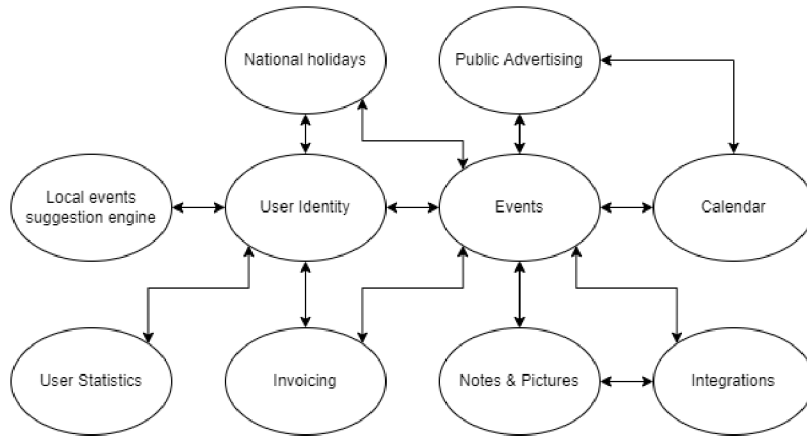 National holidays
Public Advertising
Local events
suggestion engine
User Identity
Events
Calendar
User Statistics
Invoicing
Notes & Pictures
Integrations